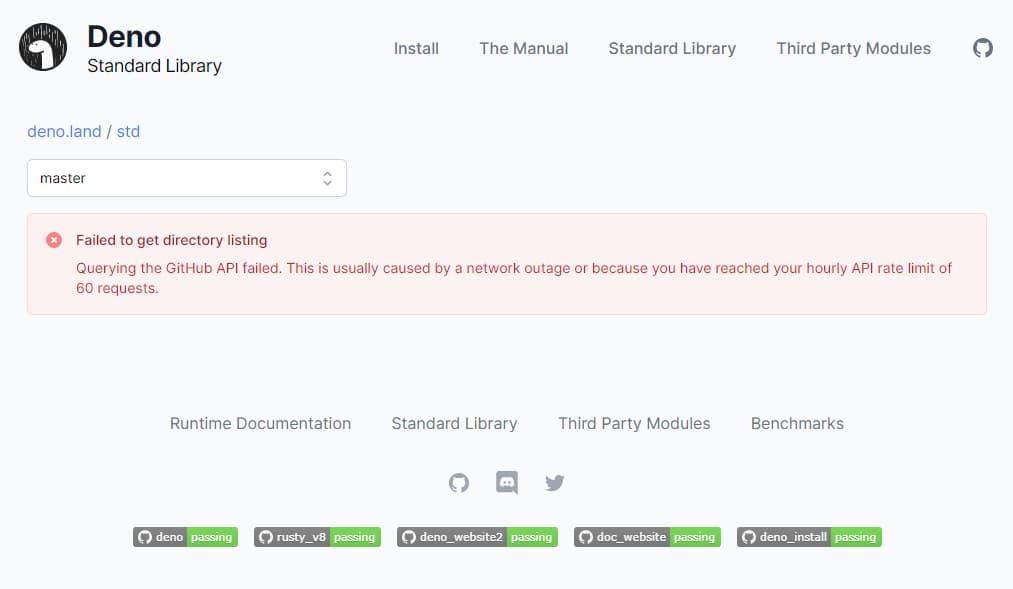 Deno
Standard Library
Install The Manual Standard Library Third Party Modules
deno.land / std
master
Failed to get directory listing
Querying the GitHub API failed. This is usually caused by a network outage or because you have reached your hourly API rate limit of
60 requests.
Runtime Documentation Standard Library Third Party Modules Benchmarks
deno passing rusty_v8 passing deno_website2 passing doc_website passing deno_install passing